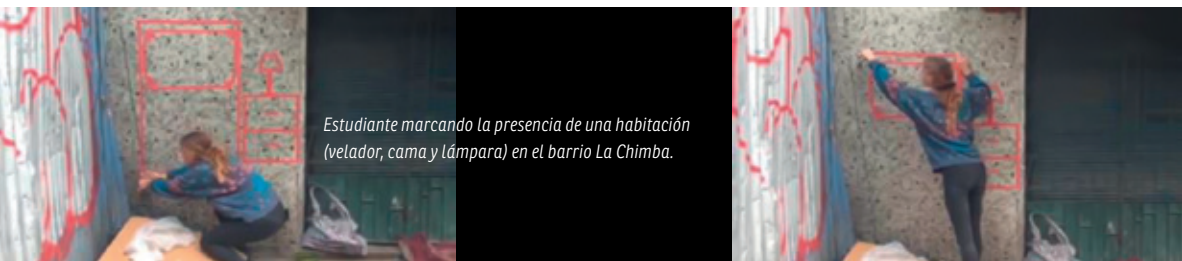 Estudiante marcando la presencia de una habitación
(velador, cama y lámpara) en el barrio La Chimba.